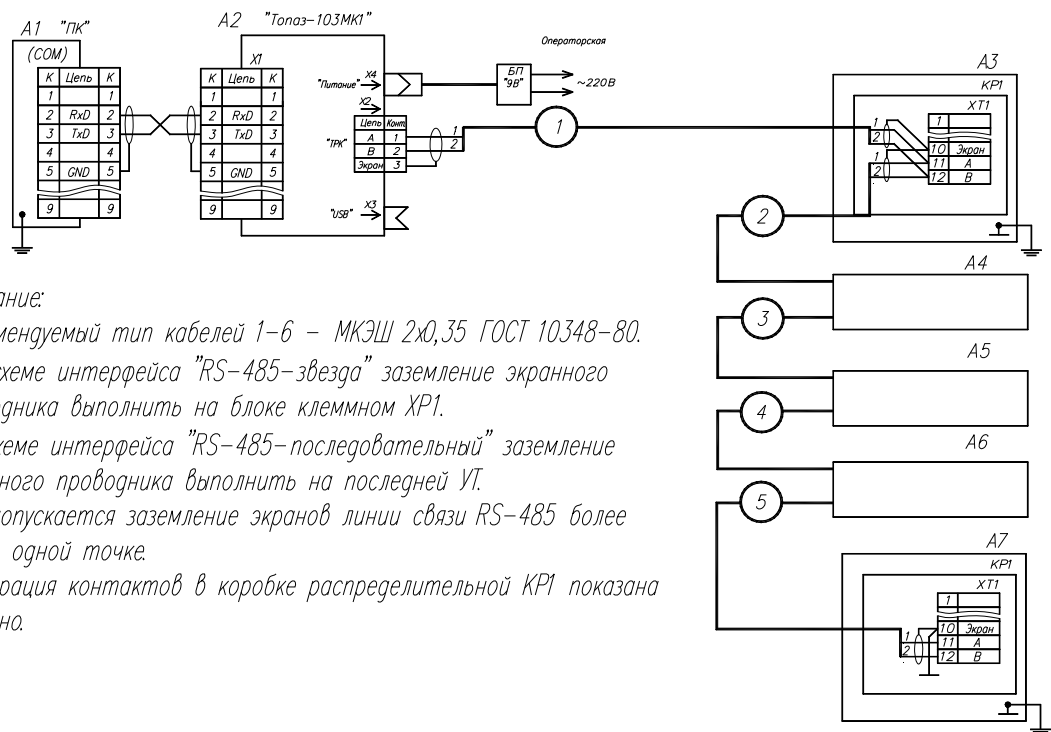 А1 "ПК"
(COM)
К Цепь К
1 1
2 RxD 2
3 TxD 3
4 4
5 GND 5
9 9
А2 "Топаз-103МК1"
X1
К Цепь К
1 1
2 RxD 2
3 TxD 3
4 4
5 GND 5
9 9
"Питание" X4
X2
Цепь Конт.
"ТРК"
А 1
В 2
Экран 3
"USB" X3
Операторская
БП
"9В"
~220В
1
2
1
А3
КР1
XT1
1
1
2
10 Экран
1
11 А
2
12 В
2
А4
3
А5
4
А6
5
А7
КР1
XT1
1
10 Экран
1
11 А
2
12 В
ание:
мендуемый тип кабелей 1-6 - МКЭШ 2х0,35 ГОСТ 10348-80.
схеме интерфейса "RS-485-звезда" заземление экранного
одника выполнить на блоке клеммном ХР1.
хеме интерфейса "RS-485-последовательный" заземление
ного проводника выполнить на последней УТ.
опускается заземление экранов линии связи RS-485 более
одной точке.
рация контактов в коробке распределительной КР1 показана
но.